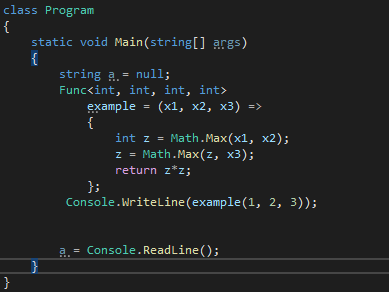 class Program
{
static void Main(string[] args)
{
string a = null;
Func<int, int, int, int>
example = (x1, x2, x3) =>
{
int z = Math.Max(x1, x2);
z = Math.Max(z, x3);
return z*z;
};
Console.WriteLine(example(1, 2, 3));
a = Console.ReadLine();
}
}